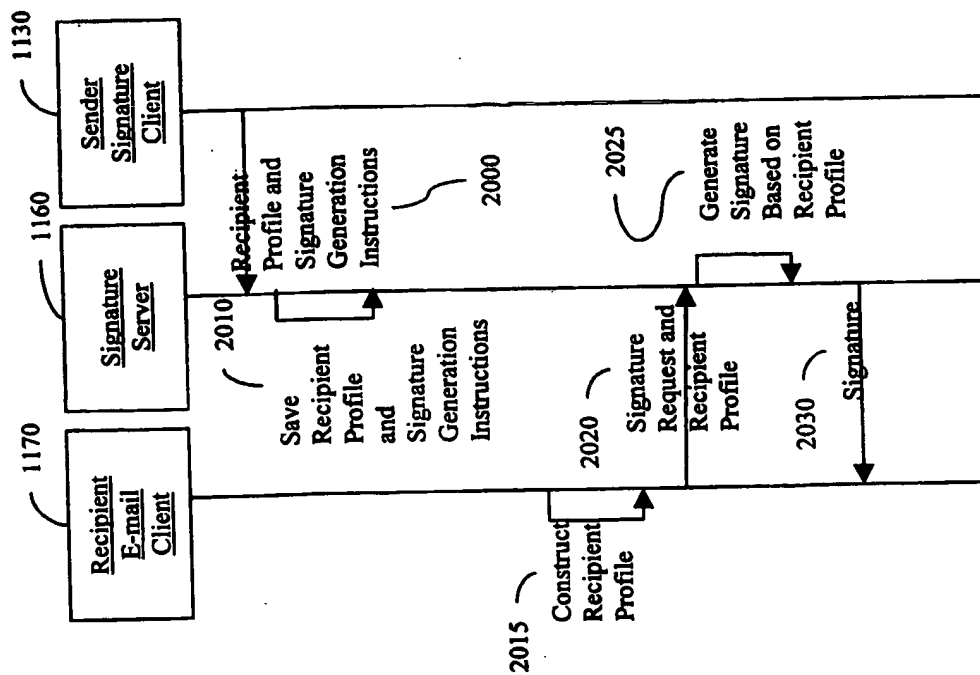 1170
Recipient
E-mail
Client
1160
Signature
Server
1130
Sender
Signature
Client
Recipient
Profile and
Signature
Generation
Instructions
2000
2010
Save
Recipient
Profile
and
Signature
Generation
Instructions
2015
Construct
Recipient
Profile
2020
Signature
Request and
Recipient
Profile
2025
Generate
Signature
Based on
Recipient
Profile
2030
Signature